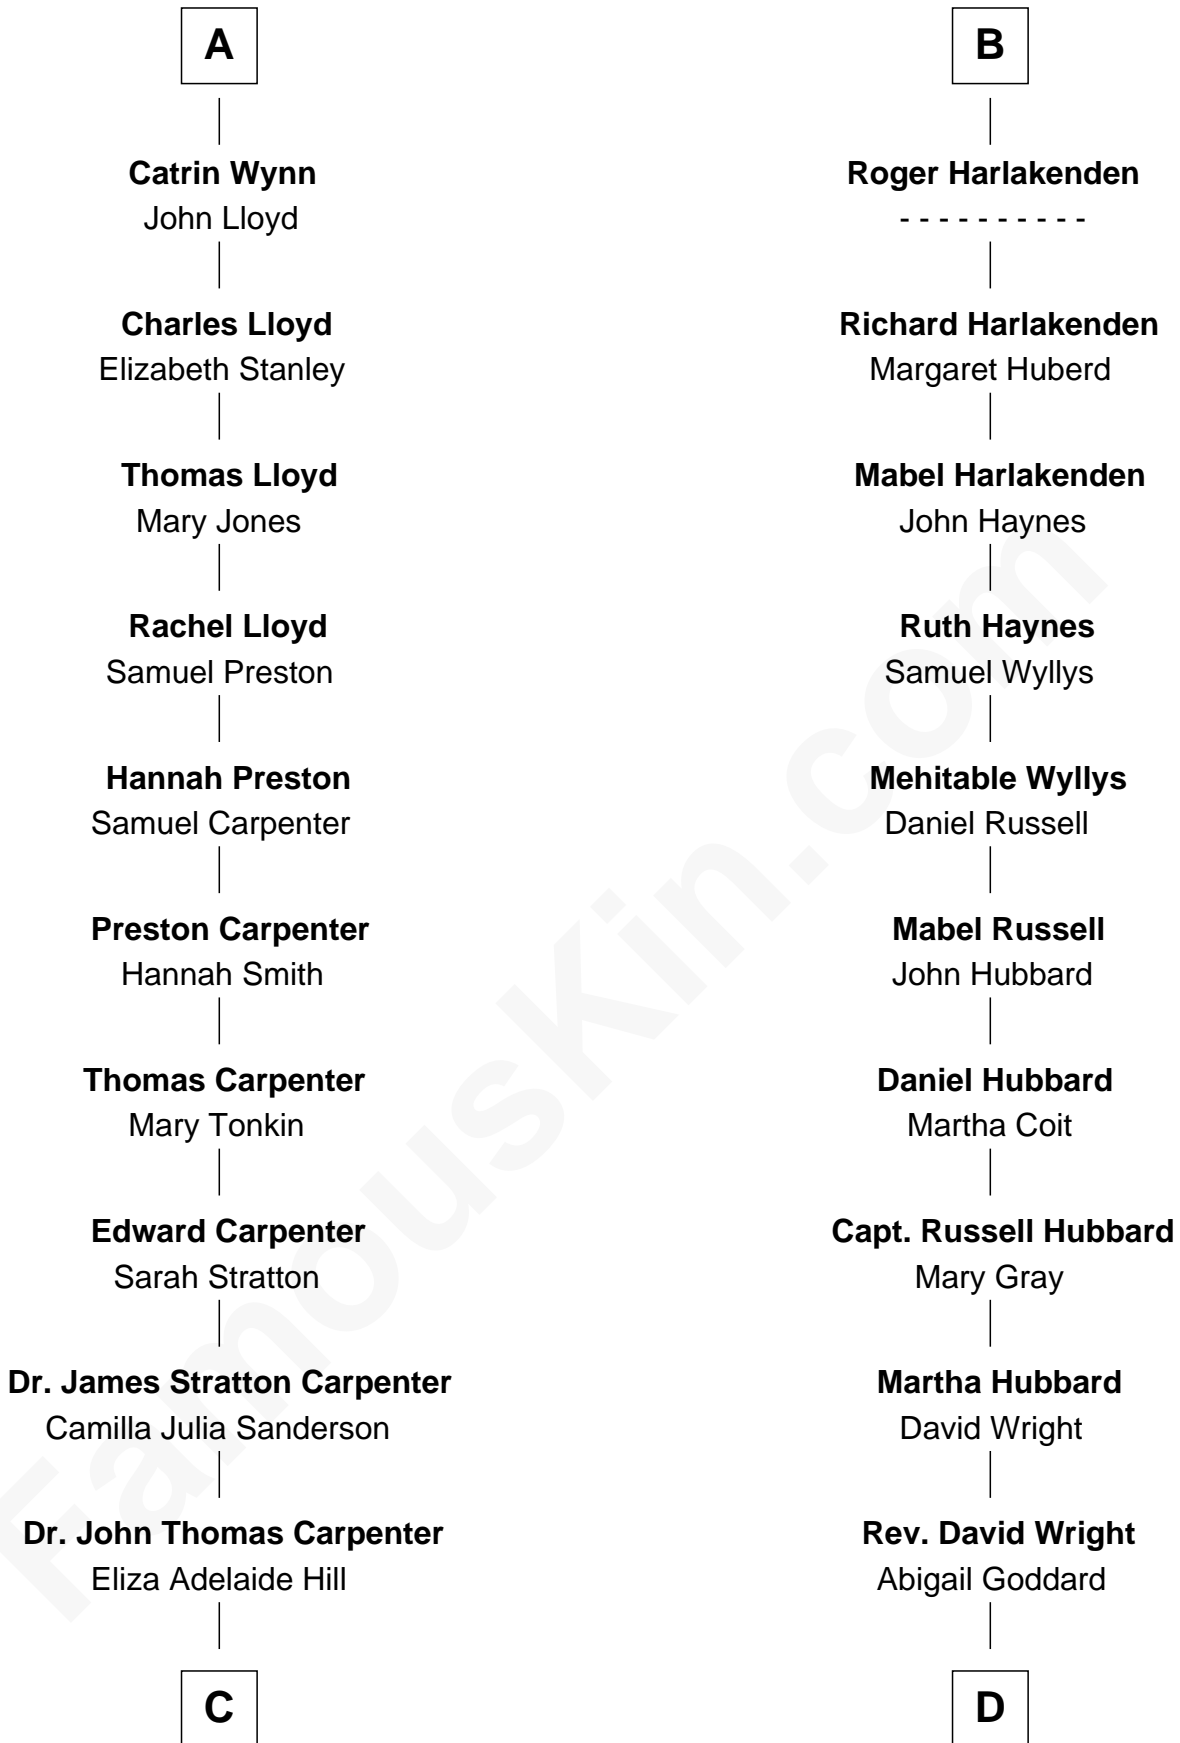 A
Catrin Wynn
John Lloyd
Charles Lloyd
Elizabeth Stanley
Thomas Lloyd
Mary Jones
Rachel Lloyd
Samuel Preston
Hannah Preston
Samuel Carpenter
Preston Carpenter
Hannah Smith
Thomas Carpenter
Mary Tonkin
Edward Carpenter
Sarah Stratton
Dr. James Stratton Carpenter
Camilla Julia Sanderson
Dr. John Thomas Carpenter
Eliza Adelaide Hill
C
B
Roger Harlakenden
- - - - - - - - - -
Richard Harlakenden
Margaret Huberd
Mabel Harlakenden
John Haynes
Ruth Haynes
Samuel Wyllys
Mehitable Wyllys
Daniel Russell
Mabel Russell
John Hubbard
Daniel Hubbard
Martha Coit
Capt. Russell Hubbard
Mary Gray
Martha Hubbard
David Wright
Rev. David Wright
Abigail Goddard
D
FamousKin.com